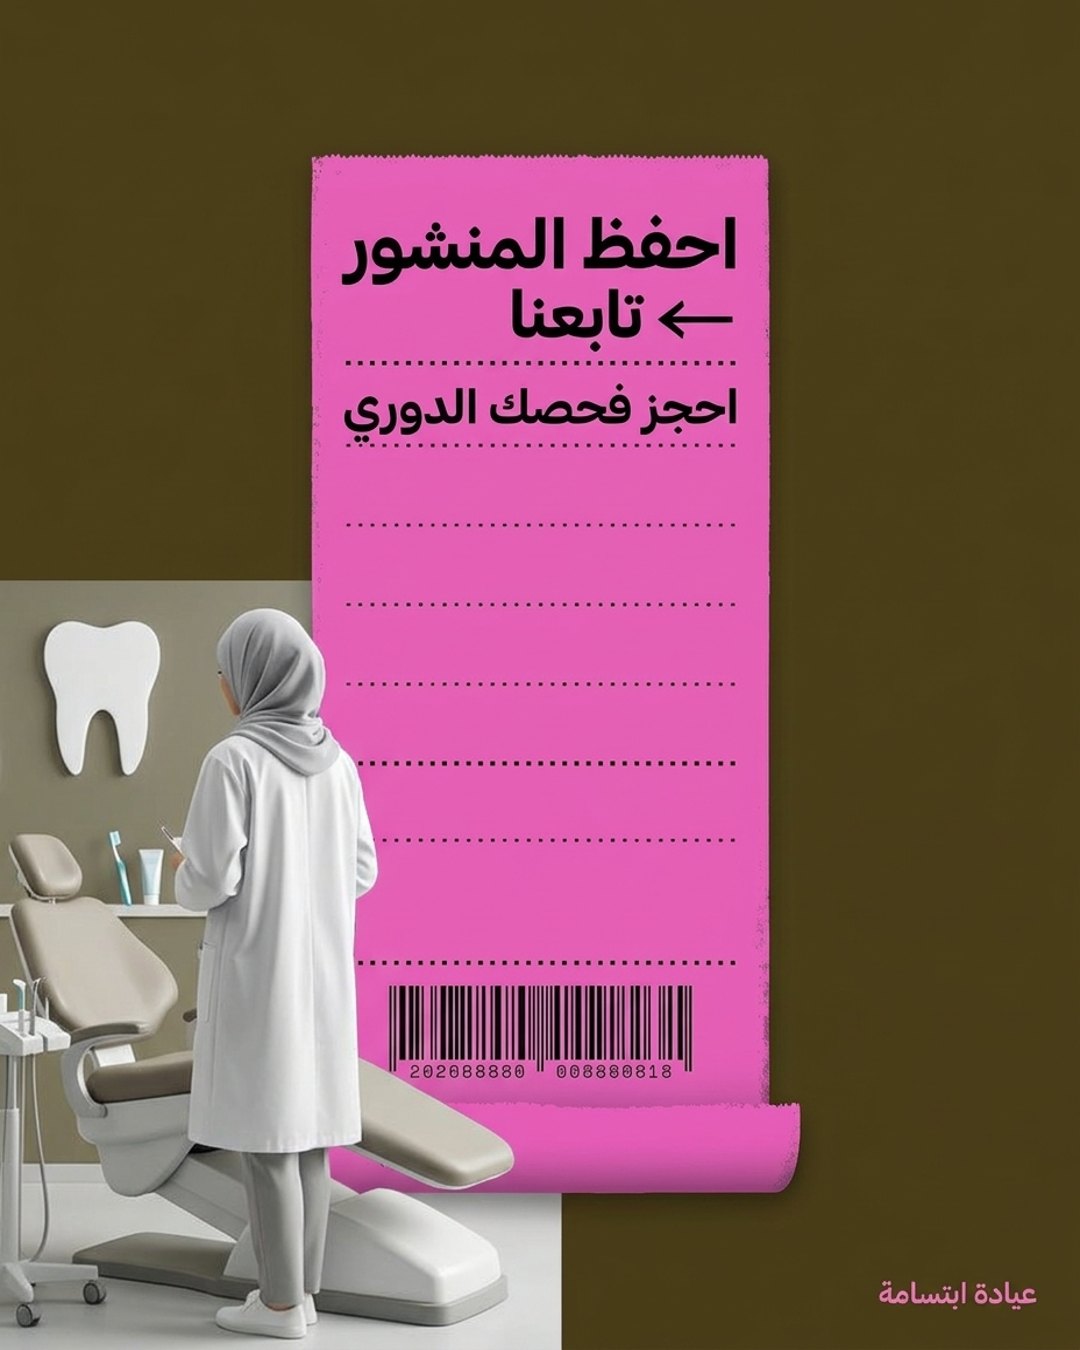 احفظ المنشور
← تابعنا
احجز فحصك الدوري
202088880 008880818
عيادة ابتسامة